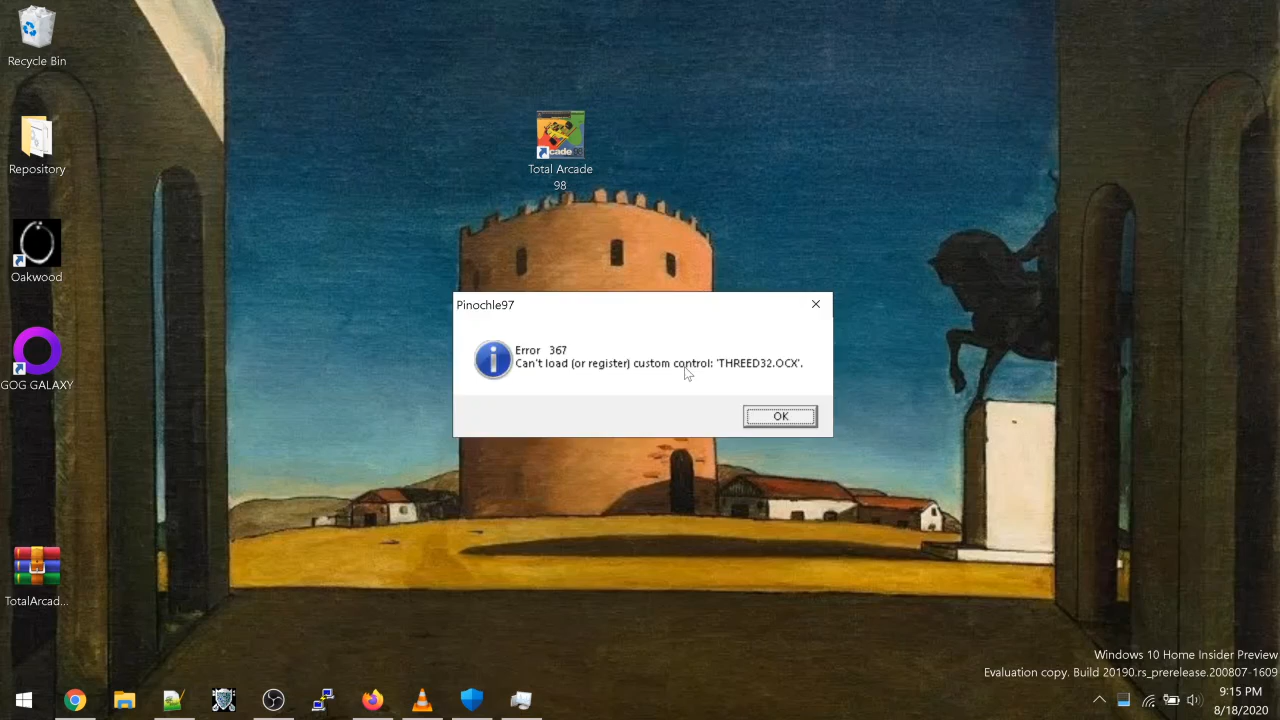 Recycle Bin
Repository
Oakwood
GOG GALAXY
TotalArcad...
cade 98
Total Arcade
98
Pinochle97
Error   367
Can't load (or register) custom control: 'THREED32.OCX'.
OK
Windows 10 Home Insider Preview
Evaluation copy. Build 20190.rs_prerelease.200807-1609
9:15 PM
8/18/2020